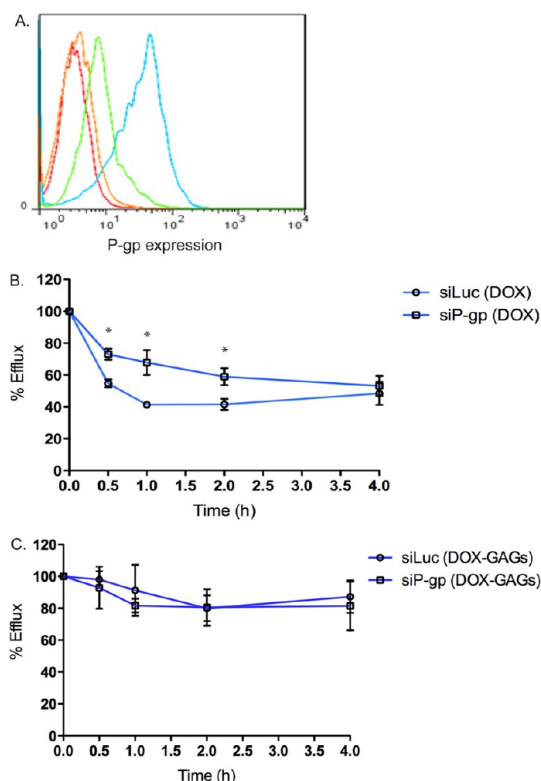 A.
0
10⁰ 10¹ 10² 10³ 10⁴
P-gp expression
B.
120
100
80
60
40
20
0
% Efflux
* * *
0.0 0.5 1.0 1.5 2.0 2.5 3.0 3.5 4.0
Time (h)
siLuc (DOX)
siP-gp (DOX)
C.
120
100
80
60
40
20
0
% Efflux
0.0 0.5 1.0 1.5 2.0 2.5 3.0 3.5 4.0
Time (h)
siLuc (DOX-GAGs)
siP-gp (DOX-GAGs)